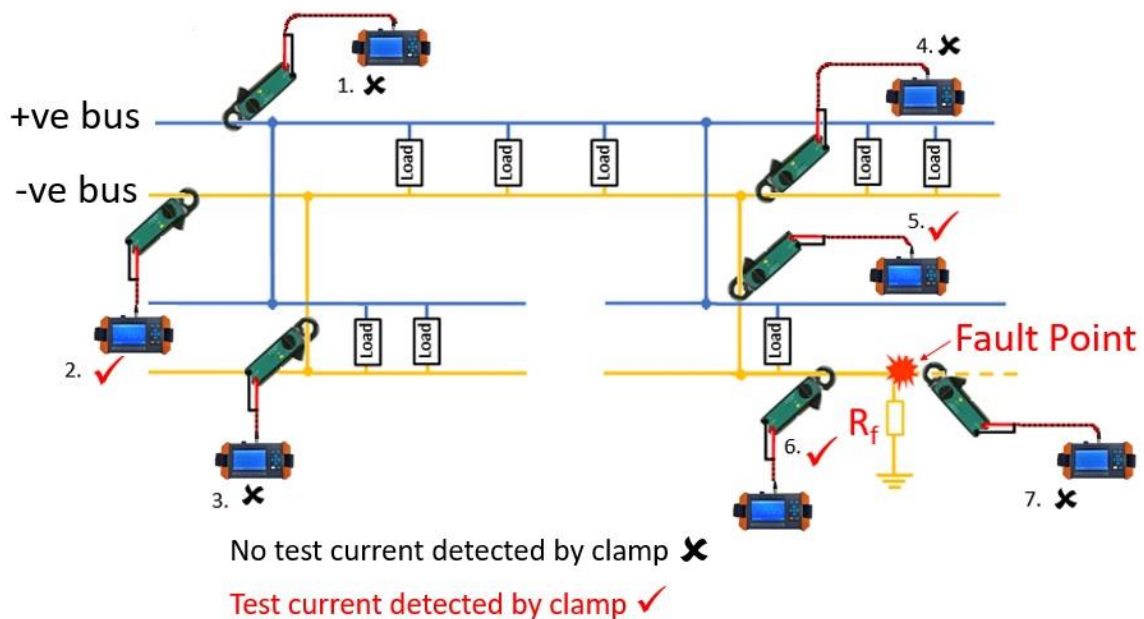 1. ✘
4. ✘
+ve bus
Load
Load
Load
Load
Load
-ve bus
5. ✓
2. ✓
Load
Load
Load
Fault Point
3. ✘
6. ✓
Rf
7. ✘
No test current detected by clamp ✘
Test current detected by clamp ✓